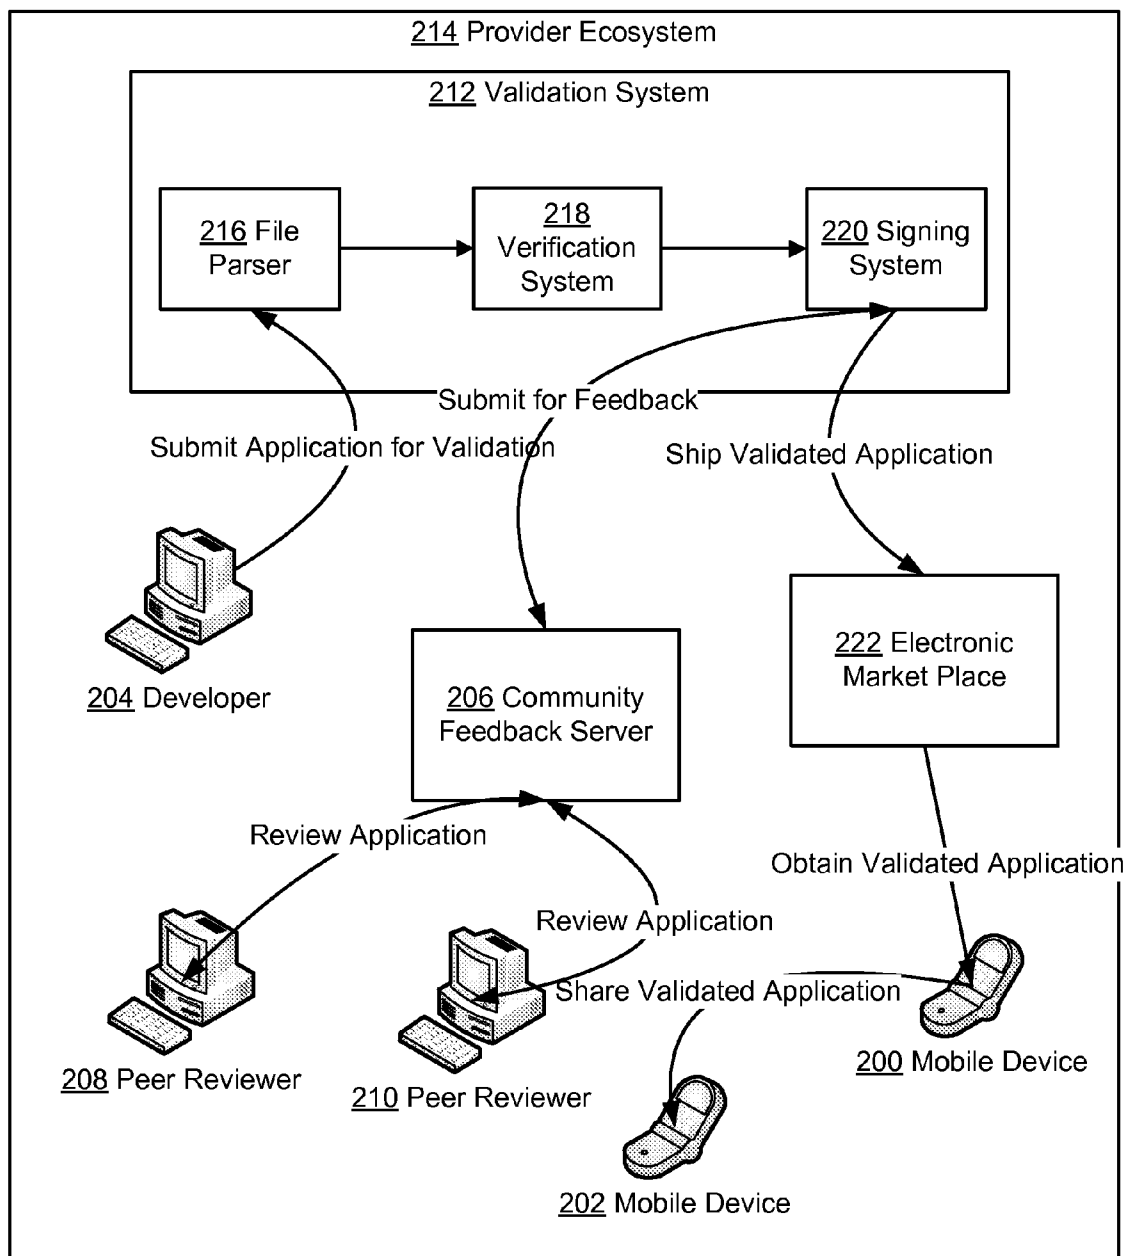 214 Provider Ecosystem
212 Validation System
216 File
Parser
218
Verification
System
220 Signing
System
Submit for Feedback
Submit Application for Validation
Ship Validated Application
204 Developer
206 Community
Feedback Server
222 Electronic
Market Place
Review Application
Obtain Validated Application
Review Application
Share Validated Application
208 Peer Reviewer
210 Peer Reviewer
200 Mobile Device
202 Mobile Device